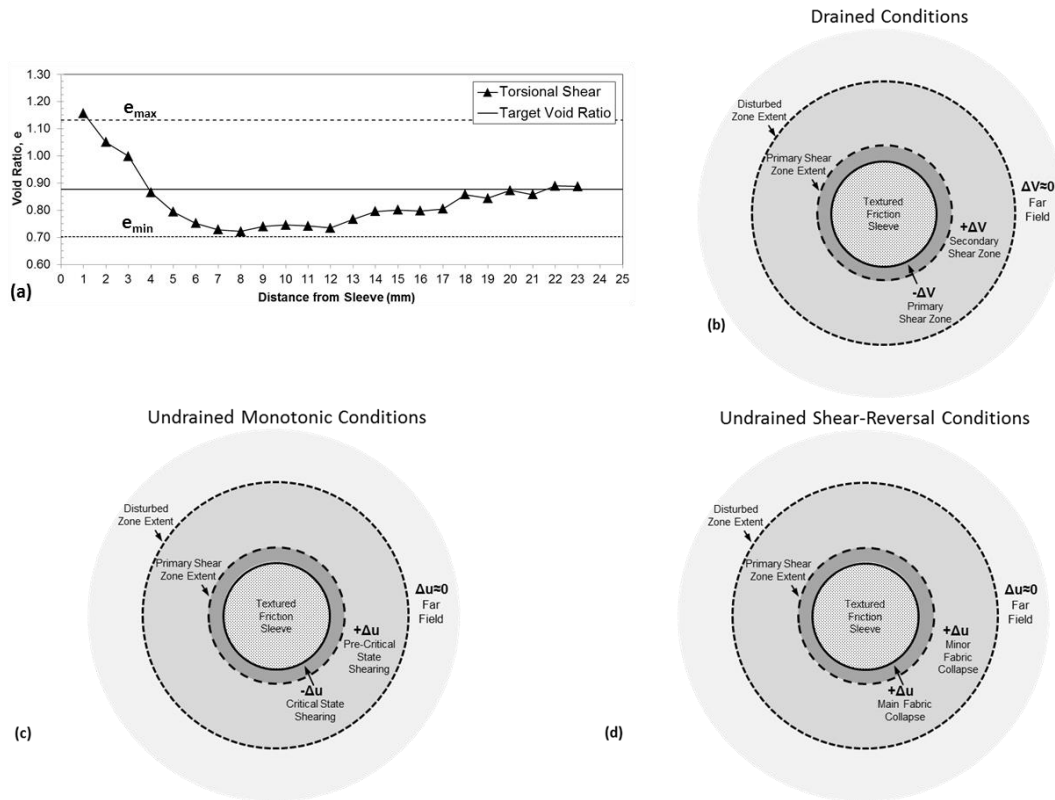 1.30
1.20
1.10
1.00
0.90
0.80
0.70
0.60
Void Ratio, e
emax
emin
Torsional Shear
Target Void Ratio
0 1 2 3 4 5 6 7 8 9 10 11 12 13 14 15 16 17 18 19 20 21 22 23 24 25
Distance from Sleeve (mm)
(a)
Drained Conditions
Disturbed
Zone Extent
Primary Shear
Zone Extent
Textured
Friction
Sleeve
ΔV≈0
Far
Field
+ΔV
Secondary
Shear Zone
-ΔV
Primary
Shear Zone
(b)
Undrained Monotonic Conditions
Disturbed
Zone Extent
Primary Shear
Zone Extent
Textured
Friction
Sleeve
Δu≈0
Far
Field
+Δu
Pre-Critical
State
Shearing
-Δu
Critical State
Shearing
(c)
Undrained Shear-Reversal Conditions
Disturbed
Zone Extent
Primary Shear
Zone Extent
Textured
Friction
Sleeve
Δu≈0
Far
Field
+Δu
Minor
Fabric
Collapse
+Δu
Main Fabric
Collapse
(d)